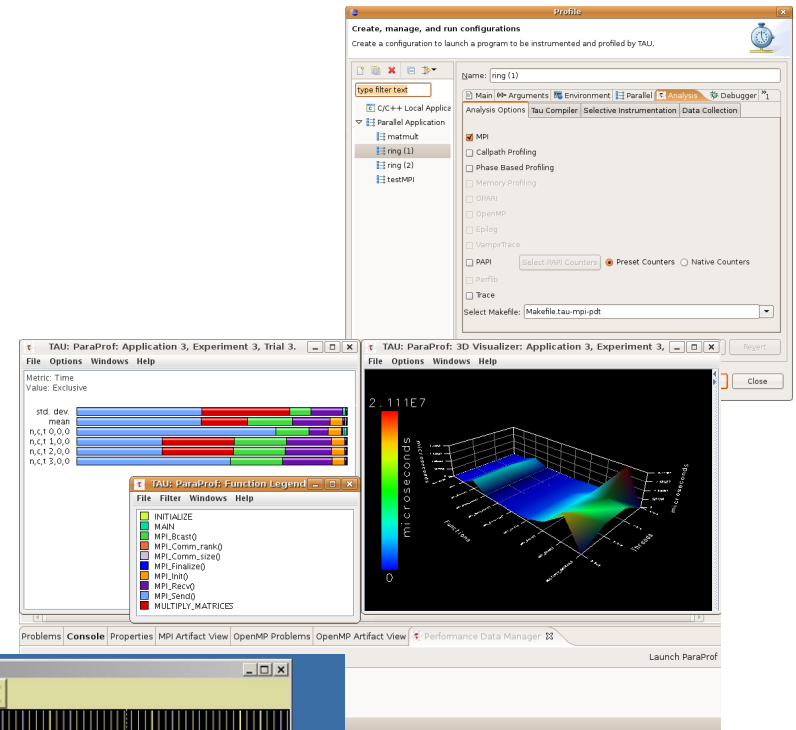 Profile
Create, manage, and run configurations
Create a configuration to launch a program to be instrumented and profiled by TAU.
type filter text
C/C++ Local Applica
Parallel Application
matmult
ring (1)
ring (2)
testMPI
Name: ring (1)
Main (x)= Arguments Environment Parallel Analysis Debugger »1
Analysis Options Tau Compiler Selective Instrumentation Data Collection
MPI
Callpath Profiling
Phase Based Profiling
Memory Profiling
OPARI
OpenMP
Epilog
VampirTrace
PAPI Select PAPI Counters Preset Counters Native Counters
Perflib
Trace
Select Makefile: Makefile.tau-mpi-pdt
Revert
Close
TAU: ParaProf: Application 3, Experiment 3, Trial 3.
File Options Windows Help
Metric: Time
Value: Exclusive
std. dev.
mean
n,c,t 0,0,0
n,c,t 1,0,0
n,c,t 2,0,0
n,c,t 3,0,0
TAU: ParaProf: Function Legend
File Filter Windows Help
INITIALIZE
MAIN
MPI_Bcast()
MPI_Comm_rank()
MPI_Comm_size()
MPI_Finalize()
MPI_Init()
MPI_Recv()
MPI_Send()
MULTIPLY_MATRICES
TAU: ParaProf: 3D Visualizer: Application 3, Experiment 3,
File Options Windows Help
2.111E7
microseconds
0
microseconds
Functions
Threads
microseconds
Problems Console Properties MPI Artifact View OpenMP Problems OpenMP Artifact View Performance Data Manager
Launch ParaProf